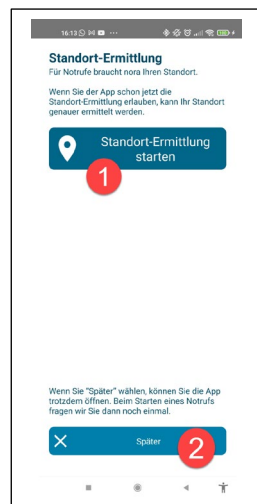 16:13
Standort-Ermittlung
Für Notrufe braucht nora Ihren Standort.
Wenn Sie der App schon jetzt die
Standort-Ermittlung erlauben, kann Ihr Standort
genauer ermittelt werden.
Standort-Ermittlung
starten
1
Wenn Sie "Später" wählen, können Sie die App
trotzdem öffnen. Beim Starten eines Notrufs
fragen wir Sie dann noch einmal.
Später
2